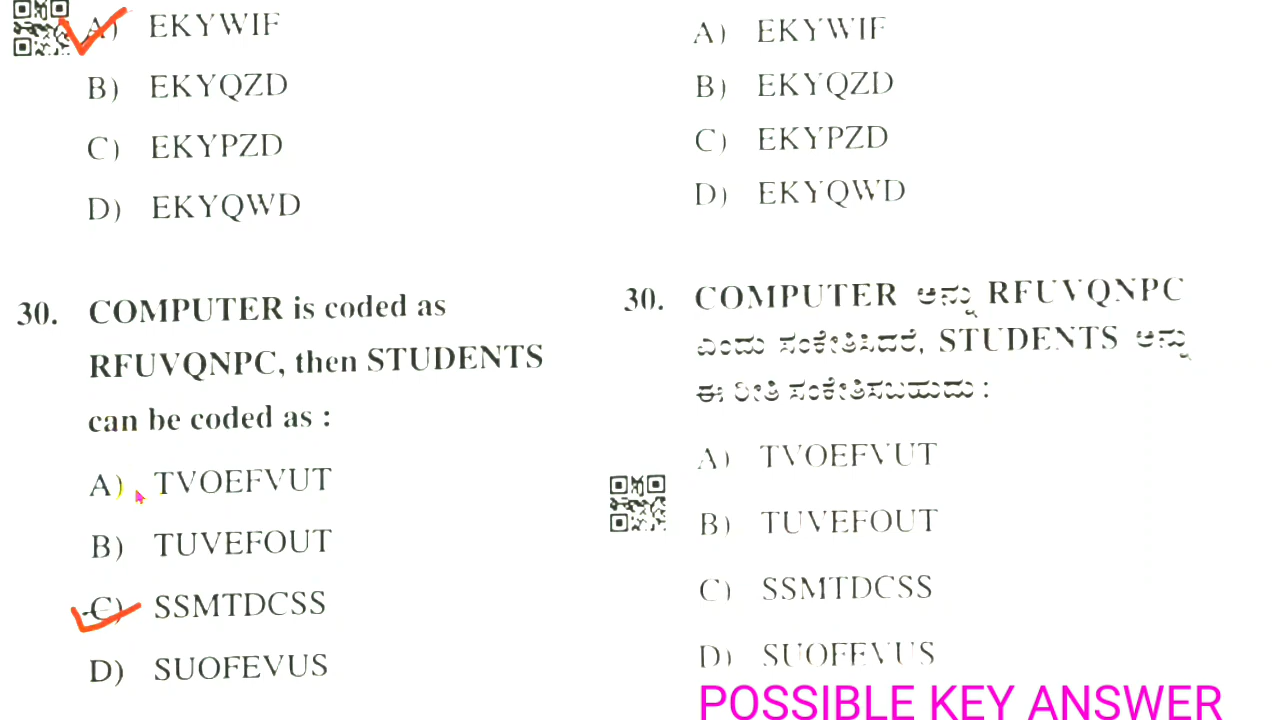 A) EKYWIF
B) EKYQZD
C) EKYPZD
D) EKYQWD
30. COMPUTER is coded as
RFUVQNPC, then STUDENTS
can be coded as :
A) TVOEFVUT
B) TUVEFOUT
C) SSMTDCSS
D) SUOFEVUS
A) EKYWIF
B) EKYQZD
C) EKYPZD
D) EKYQWD
30. COMPUTER ಅನ್ನು RFUVQNPC
ಎಂದು ಸಂಕೇತಿಸಿದರೆ, STUDENTS ಅನ್ನು
ಈ ರೀತಿ ಸಂಕೇತಿಸಬಹುದು :
A) TVOEFVUT
B) TUVEFOUT
C) SSMTDCSS
D) SUOFEVUS
POSSIBLE KEY ANSWER